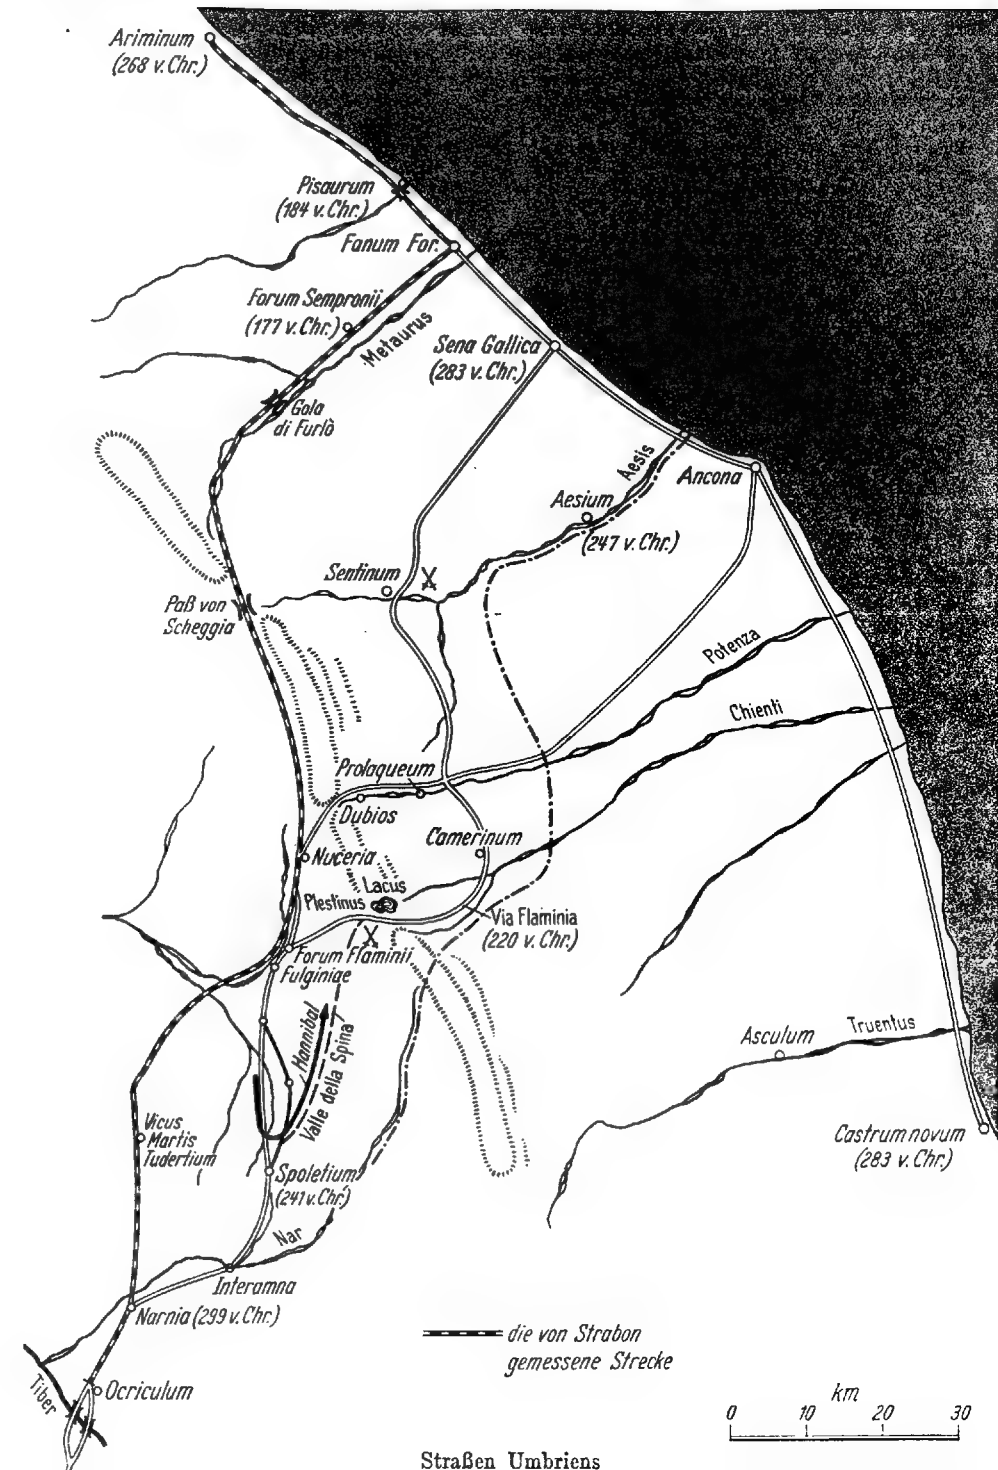 Ariminum
(268 v. Chr.)
Pisaurum
(184 v. Chr.)
Fanum For.
Forum Sempronii
(177 v. Chr.)
Metaurus
Sena Gallica
(283 v. Chr.)
Gola
di Furlò
Aesis
Ancona
Aesium
(247 v. Chr.)
Sentinum
Paß von
Scheggia
Potenza
Chienti
Prolaqueum
Dubios
Camerinum
Nuceria
Lacus
Plestinus
Via Flaminia
(220 v. Chr.)
Forum Flaminii
Fulginiae
Hannibal
Valle della Spina
Asculum
Truentus
Vicus
Martis
Tudertium
Castrum novum
(283 v. Chr.)
Spoletium
(241 v. Chr.)
Nar
Interamna
Narnia (299 v. Chr.)
die von Strabon
gemessene Strecke
Tiber
Ocriculum
km
0 10 20 30
Straßen Umbriens